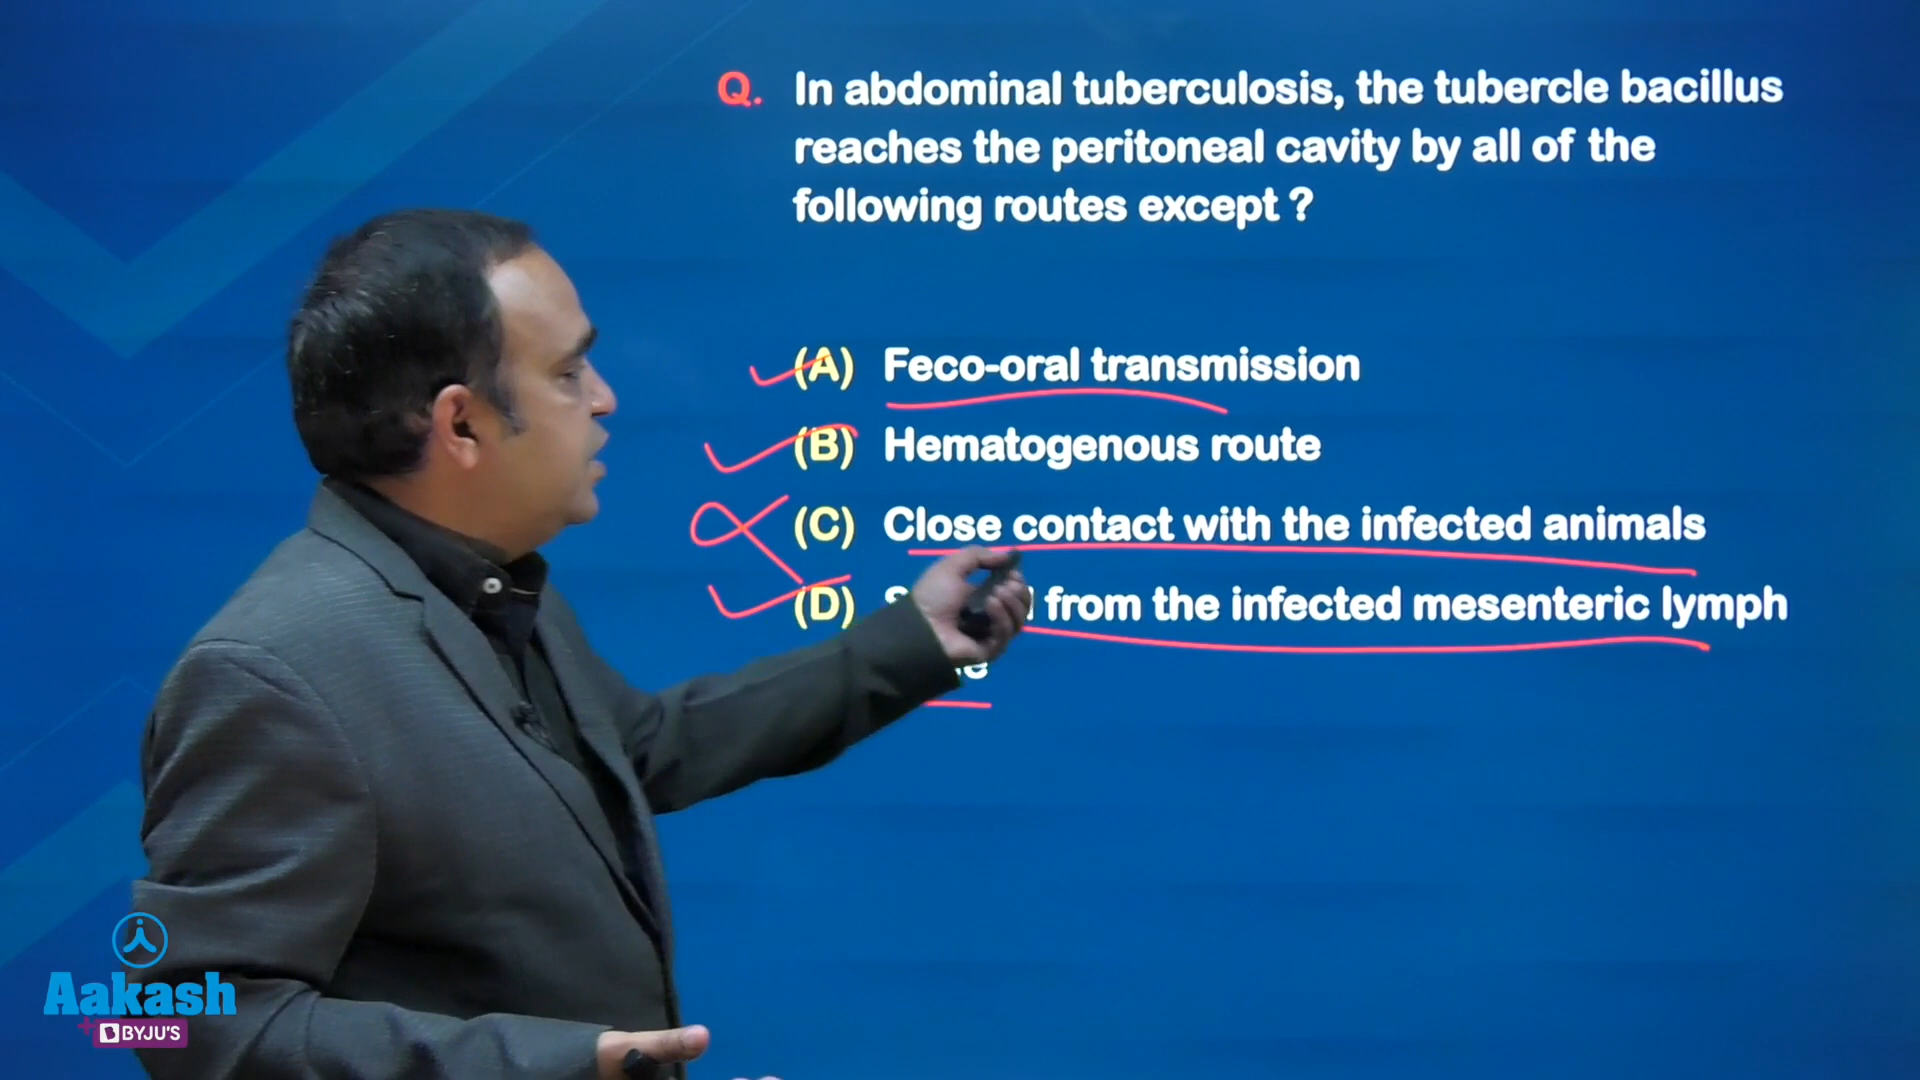 Q. In abdominal tuberculosis, the tubercle bacillus
reaches the peritoneal cavity by all of the
following routes except ?
(A) Feco-oral transmission
(B) Hematogenous route
(C) Close contact with the infected animals
(D) from the infected mesenteric lymph
Aakash
+ BYJU'S